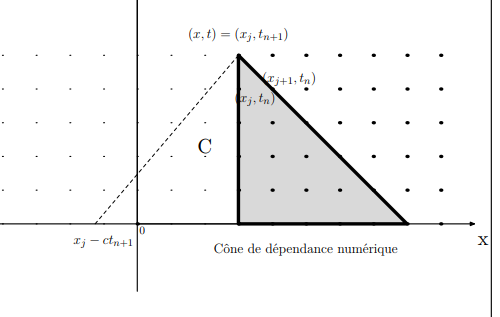 (x, t) = (x_j, t_{n+1})
(x_{j+1}, t_n)
(x_j, t_n)
C
0
x_j − ct_{n+1}
x
Cône de dépendance numérique